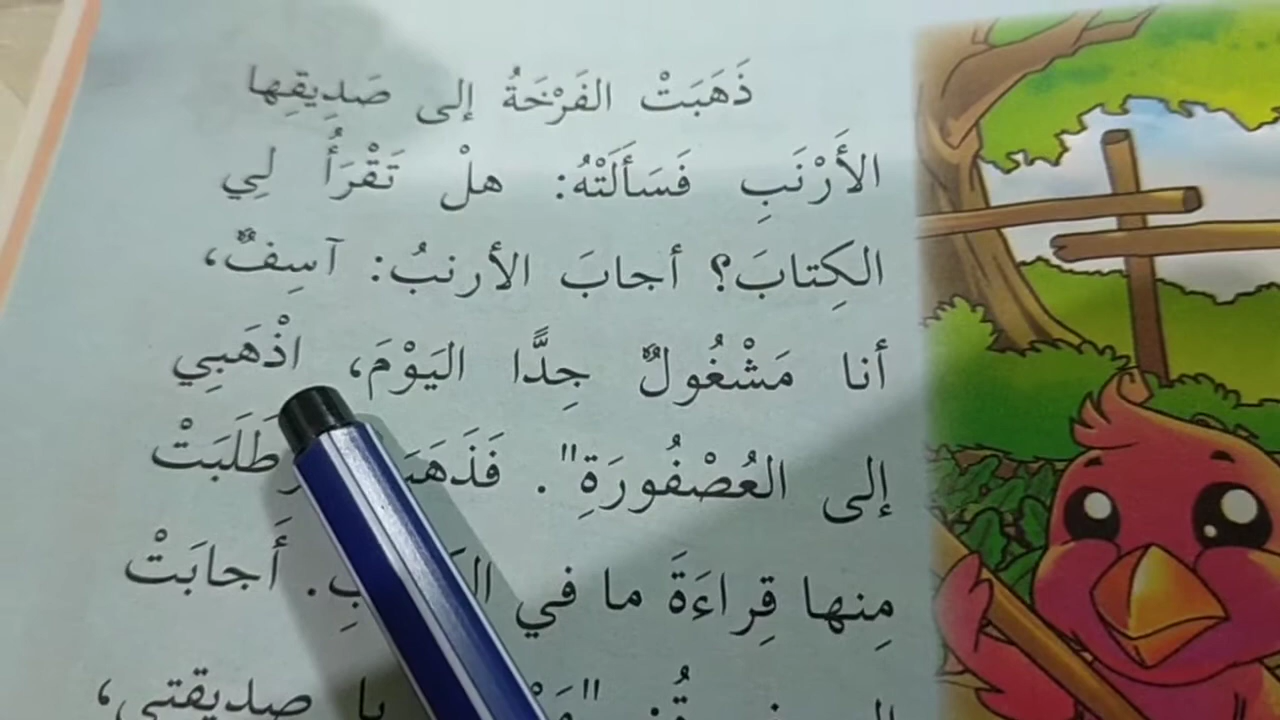 ذَهَبَتْ الفَرْخَةُ إلى صَدِيقِها
الأَرْنَبِ فَسَأَلَتْهُ: هلْ تَقْرَأُ لِي
الكِتابَ؟ أجابَ الأرنبُ: آسِفٌ،
أنا مَشْغُولٌ جِدًّا اليَوْمَ، اذْهَبِي
إلى العُصْفُورَةِ". طَلَبَتْ
مِنها قِراءَةَ ما في أَجابَتْ
يا صديقتي،